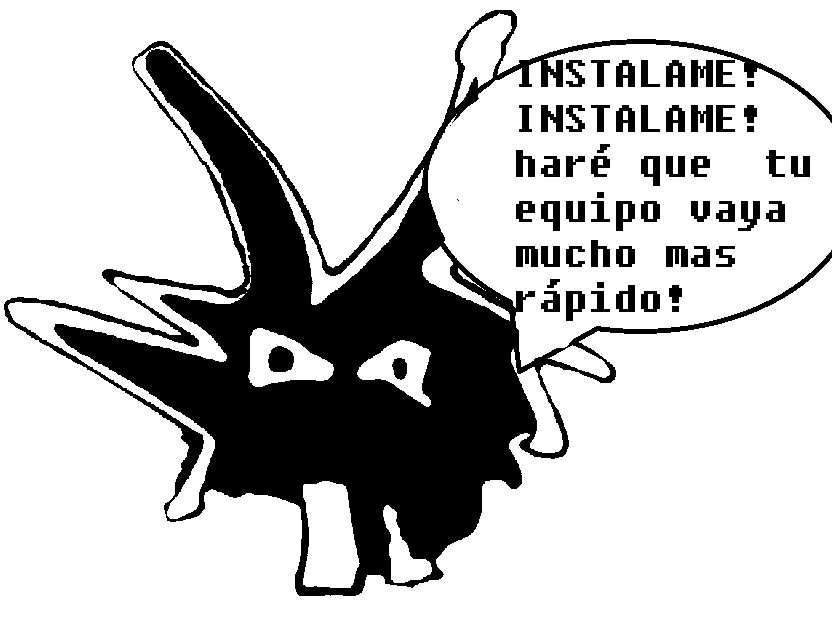 INSTALAME!
INSTALAME!
haré que tu
equipo vaya
mucho mas
rápido!